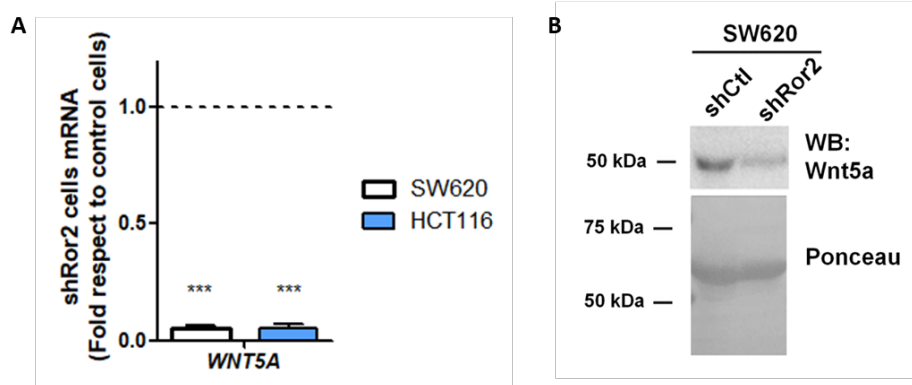 A
shRor2 cells mRNA
(Fold respect to control cells)
1.0
0.5
0.0
***
***
WNT5A
SW620
HCT116
B
SW620
shCtl
shRor2
50 kDa
WB:
Wnt5a
75 kDa
Ponceau
50 kDa